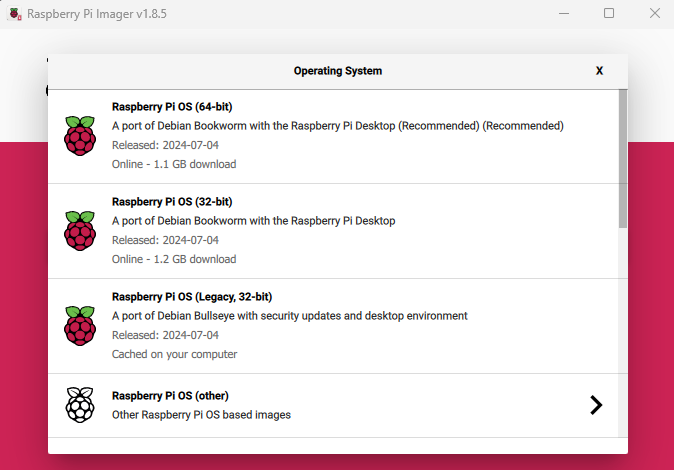 Raspberry Pi Imager v1.8.5
Operating System
X
Raspberry Pi OS (64-bit)
A port of Debian Bookworm with the Raspberry Pi Desktop (Recommended) (Recommended)
Released: 2024-07-04
Online - 1.1 GB download
Raspberry Pi OS (32-bit)
A port of Debian Bookworm with the Raspberry Pi Desktop
Released: 2024-07-04
Online - 1.2 GB download
Raspberry Pi OS (Legacy, 32-bit)
A port of Debian Bullseye with security updates and desktop environment
Released: 2024-07-04
Cached on your computer
Raspberry Pi OS (other)
Other Raspberry Pi OS based images